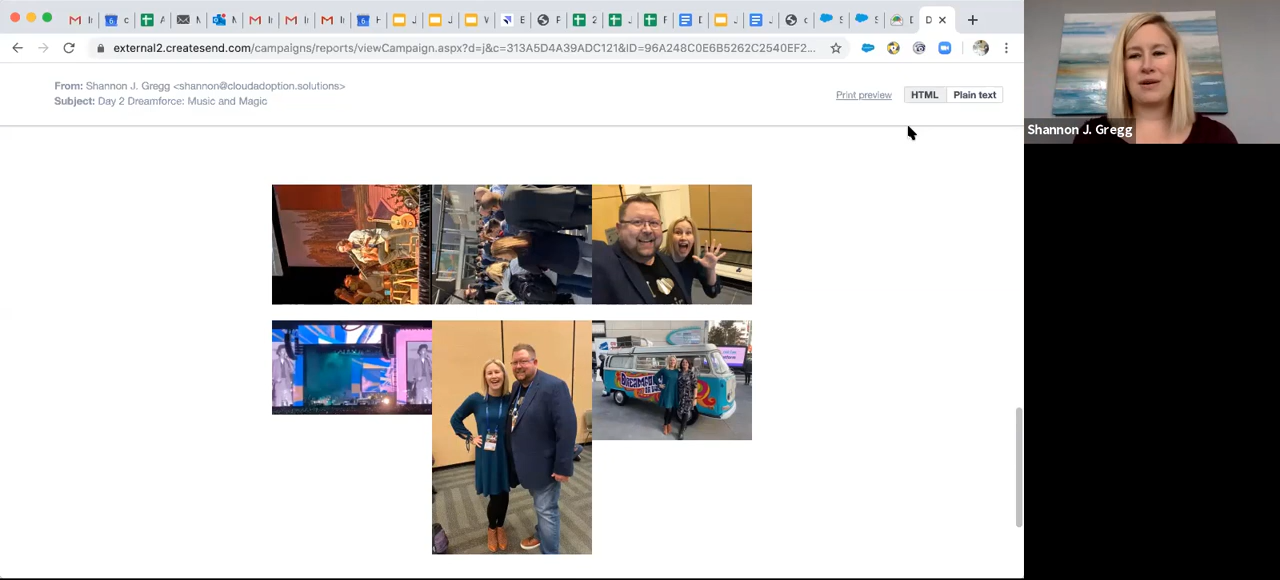 external2.createsend.com/campaigns/reports/viewCampaign.aspx?d=j&c=313A5D4A39ADC121&ID=96A248C0E6B5262C2540EF2...
From: Shannon J. Gregg <shannon@cloudadoption.solutions>
Subject: Day 2 Dreamforce: Music and Magic
Print preview HTML Plain text
Shannon J. Gregg